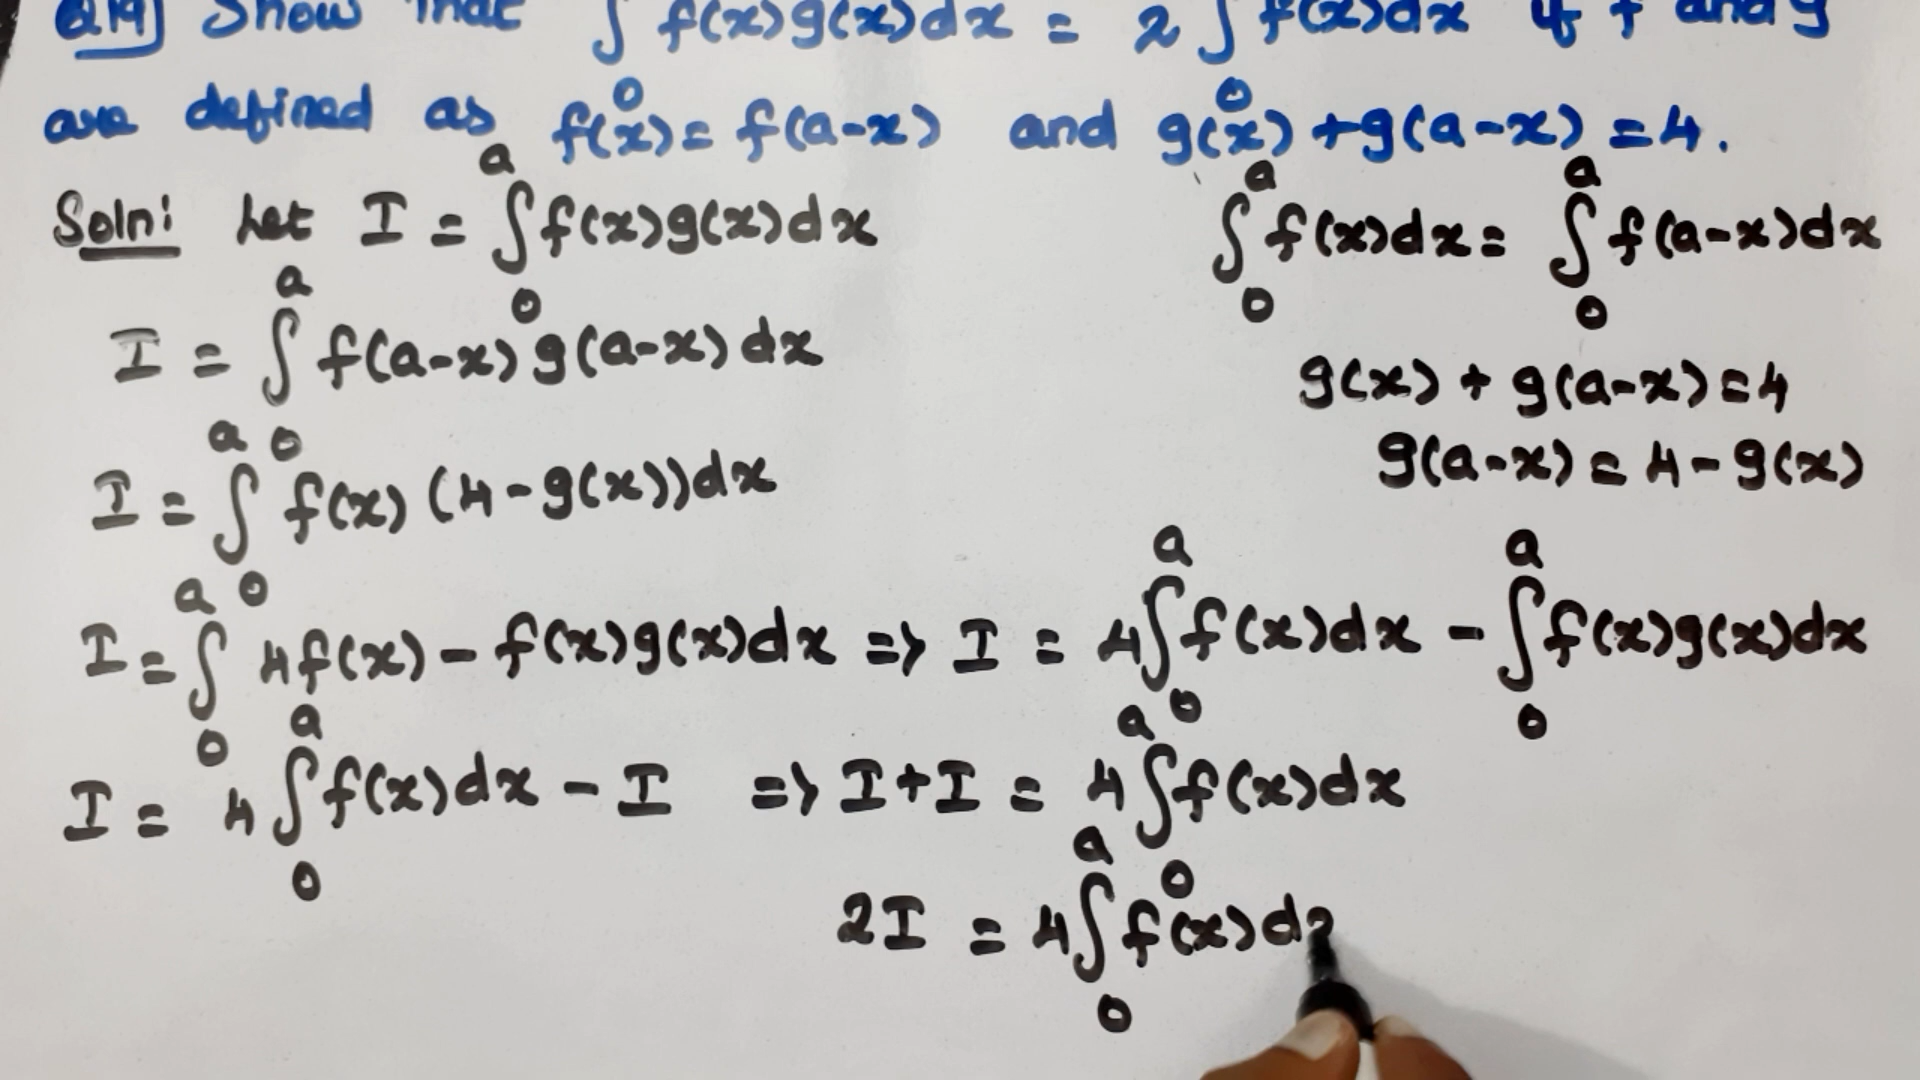 Q19) Show that ∫₀ f(x)g(x)dx = 2∫₀ f(x)dx if f and g
are defined as f(x) = f(a-x) and g(x) + g(a-x) = 4.
Soln: Let I = ∫₀ᵃ f(x)g(x)dx
∫₀ᵃ f(x)dx = ∫₀ᵃ f(a-x)dx
I = ∫₀ᵃ f(a-x)g(a-x)dx
g(x) + g(a-x) = 4
g(a-x) = 4 - g(x)
I = ∫₀ᵃ f(x)(4-g(x))dx
I = ∫₀ᵃ 4f(x) - f(x)g(x)dx => I = 4∫₀ᵃ f(x)dx - ∫₀ᵃ f(x)g(x)dx
I = 4∫₀ᵃ f(x)dx - I => I+I = 4∫₀ᵃ f(x)dx
2I = 4∫₀ᵃ f(x)d